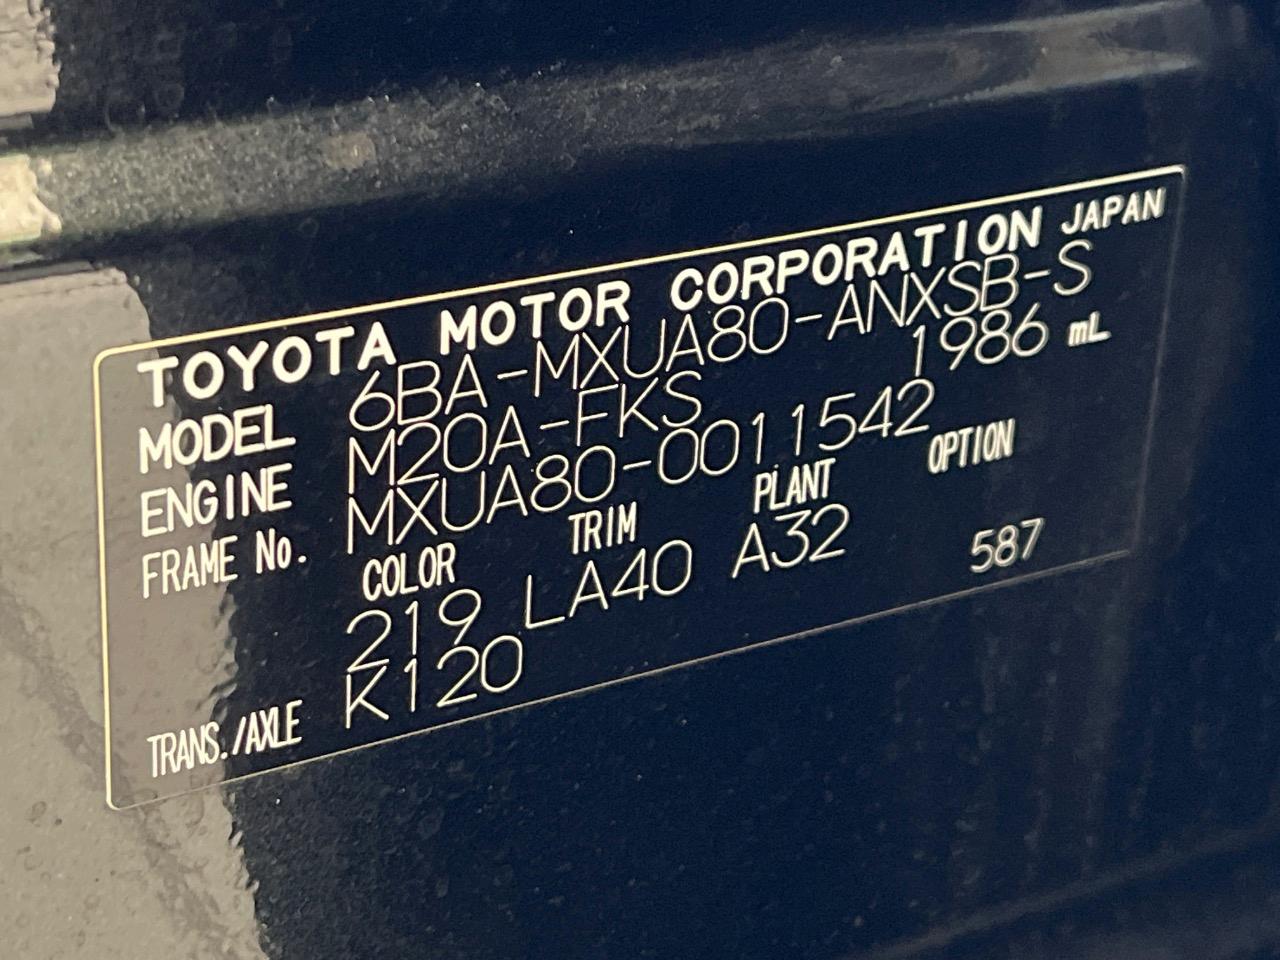 TOYOTA MOTOR CORPORATION JAPAN
MODEL 6BA-MXUA80-ANXSB-S
ENGINE M20A-FKS 1986 mL
FRAME No. MXUA80-0011542
COLOR TRIM PLANT OPTION
219 LA40 A32 587
TRANS./AXLE K120